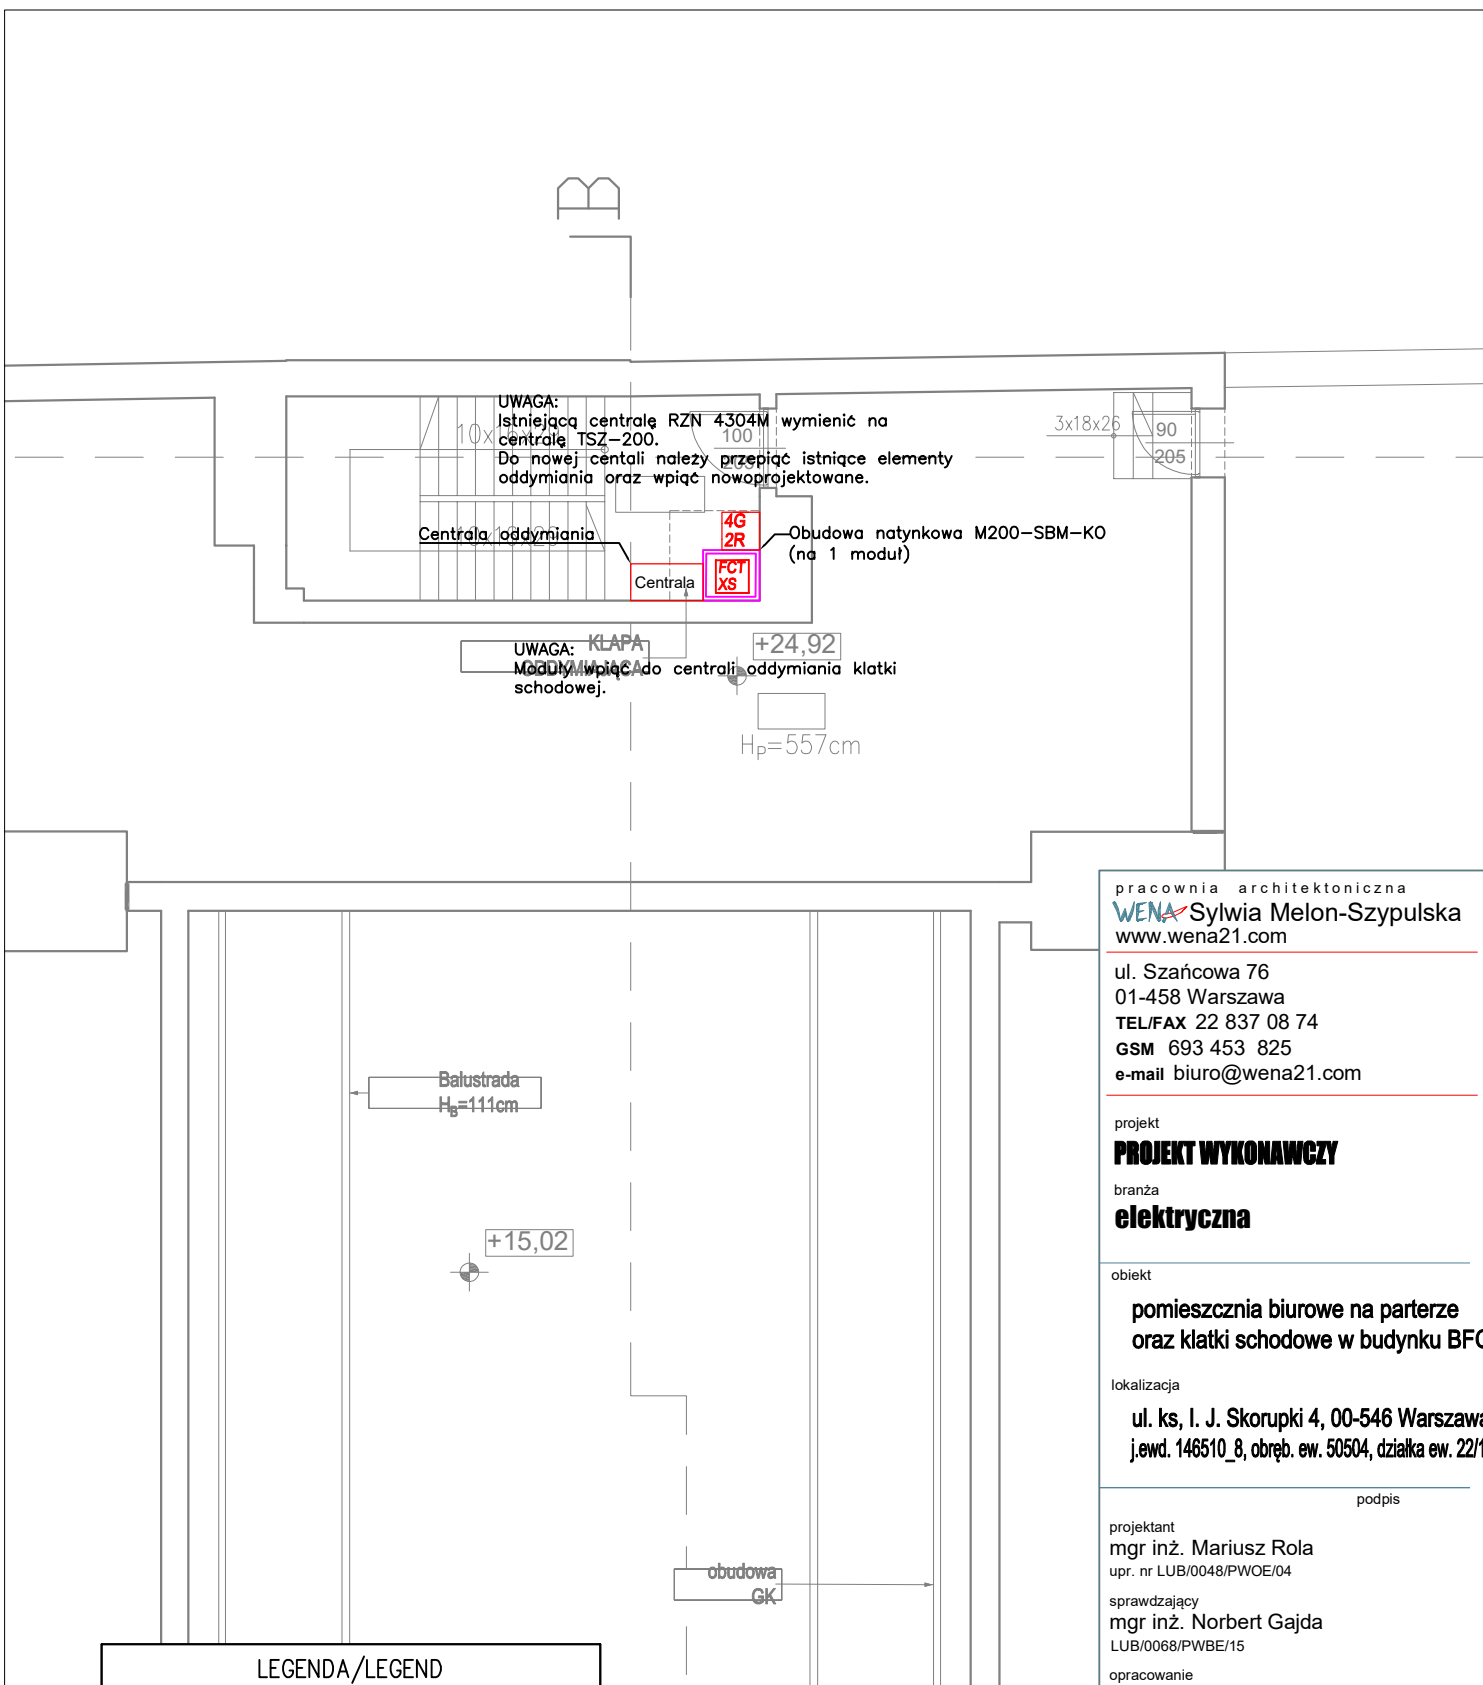 B
UWAGA:
Istniejącą centralę RZN 4304M wymienić na
centralę TSZ-200.
Do nowej centali należy przepiąć istniące elementy
oddymiania oraz wpiąć nowoprojektowane.
100
205
3x18x26
90
205
Centrala oddymiania
4G
2R
Obudowa natynkowa M200-SBM-KO
(na 1 moduł)
FCT
XS
Centrala
KLAPA
ODDYMIAJĄCA
UWAGA:
Moduły wpiąć do centrali oddymiania klatki
schodowej.
+24,92
Hp=557cm
pracownia architektoniczna
WENA Sylwia Melon-Szypulska
www.wena21.com
ul. Szańcowa 76
01-458 Warszawa
TEL/FAX 22 837 08 74
GSM 693 453 825
e-mail biuro@wena21.com
Balustrada
HB=111cm
projekt
PROJEKT WYKONAWCZY
branża
elektryczna
+15,02
obiekt
pomieszcznia biurowe na parterze
oraz klatki schodowe w budynku BFC
lokalizacja
ul. ks, I. J. Skorupki 4, 00-546 Warszawa
j.ewd. 146510_8, obręb. ew. 50504, działka ew. 22/1
podpis
projektant
mgr inż. Mariusz Rola
upr. nr LUB/0048/PWOE/04
obudowa
GK
sprawdzający
mgr inż. Norbert Gajda
LUB/0068/PWBE/15
opracowanie
LEGENDA/LEGEND